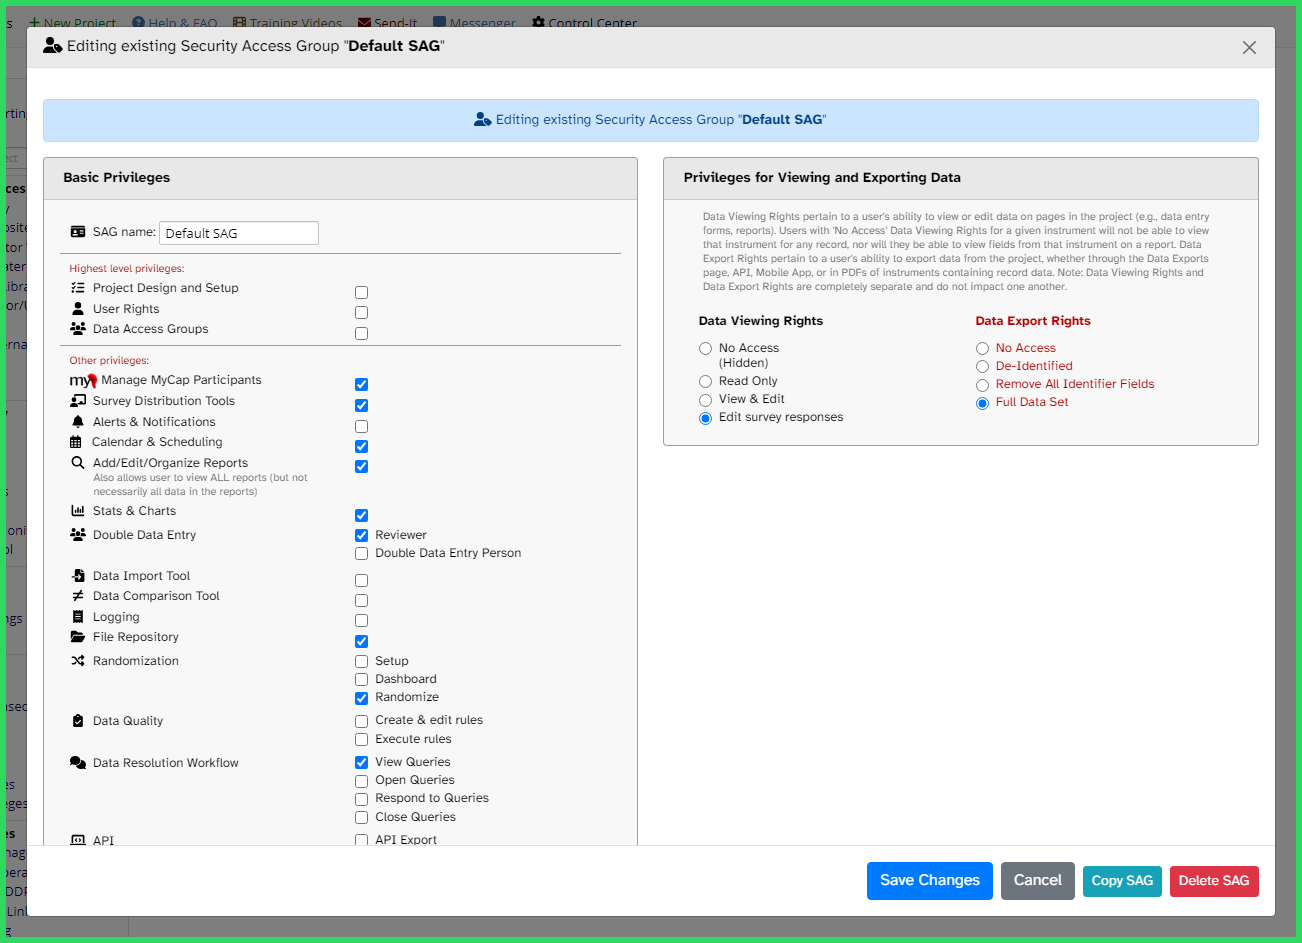 s New Project Help & FAQ Training Videos Send-It Messenger Control Center
Editing existing Security Access Group "Default SAG"
Editing existing Security Access Group "Default SAG"
Basic Privileges
SAG name: Default SAG
Highest level privileges:
Project Design and Setup
User Rights
Data Access Groups
Other privileges:
my Manage MyCap Participants
Survey Distribution Tools
Alerts & Notifications
Calendar & Scheduling
Add/Edit/Organize Reports
Also allows user to view ALL reports (but not
necessarily all data in the reports)
Stats & Charts
Double Data Entry Reviewer
Double Data Entry Person
Data Import Tool
Data Comparison Tool
Logging
File Repository
Randomization Setup
Dashboard
Randomize
Data Quality Create & edit rules
Execute rules
Data Resolution Workflow View Queries
Open Queries
Respond to Queries
Close Queries
API API Export
Privileges for Viewing and Exporting Data
Data Viewing Rights pertain to a user's ability to view or edit data on pages in the project (e.g., data entry
forms, reports). Users with 'No Access' Data Viewing Rights for a given instrument will not be able to view
that instrument for any record, nor will they be able to view fields from that instrument on a report. Data
Export Rights pertain to a user's ability to export data from the project, whether through the Data Exports
page, API, Mobile App, or in PDFs of instruments containing record data. Note: Data Viewing Rights and
Data Export Rights are completely separate and do not impact one another.
Data Viewing Rights
No Access
(Hidden)
Read Only
View & Edit
Edit survey responses
Data Export Rights
No Access
De-Identified
Remove All Identifier Fields
Full Data Set
Save Changes Cancel Copy SAG Delete SAG